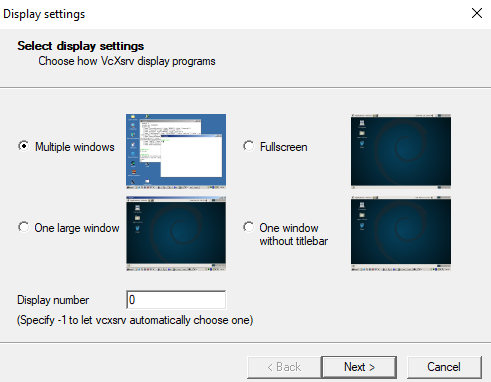 Display settings
Select display settings
Choose how VcXsrv display programs
Multiple windows
Fullscreen
One large window
One window
without titlebar
Display number
0
(Specify -1 to let vcxsrv automatically choose one)
< Back
Next >
Cancel